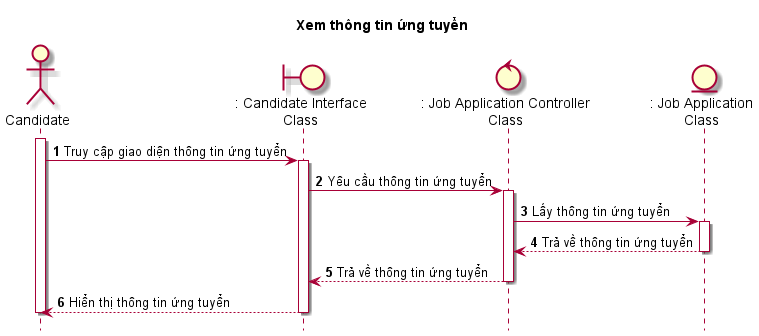 Xem thông tin ứng tuyển
Candidate
: Candidate Interface
Class
: Job Application Controller
Class
: Job Application
Class
1 Truy cập giao diện thông tin ứng tuyển
2 Yêu cầu thông tin ứng tuyển
3 Lấy thông tin ứng tuyển
4 Trả về thông tin ứng tuyển
5 Trả về thông tin ứng tuyển
6 Hiển thị thông tin ứng tuyển